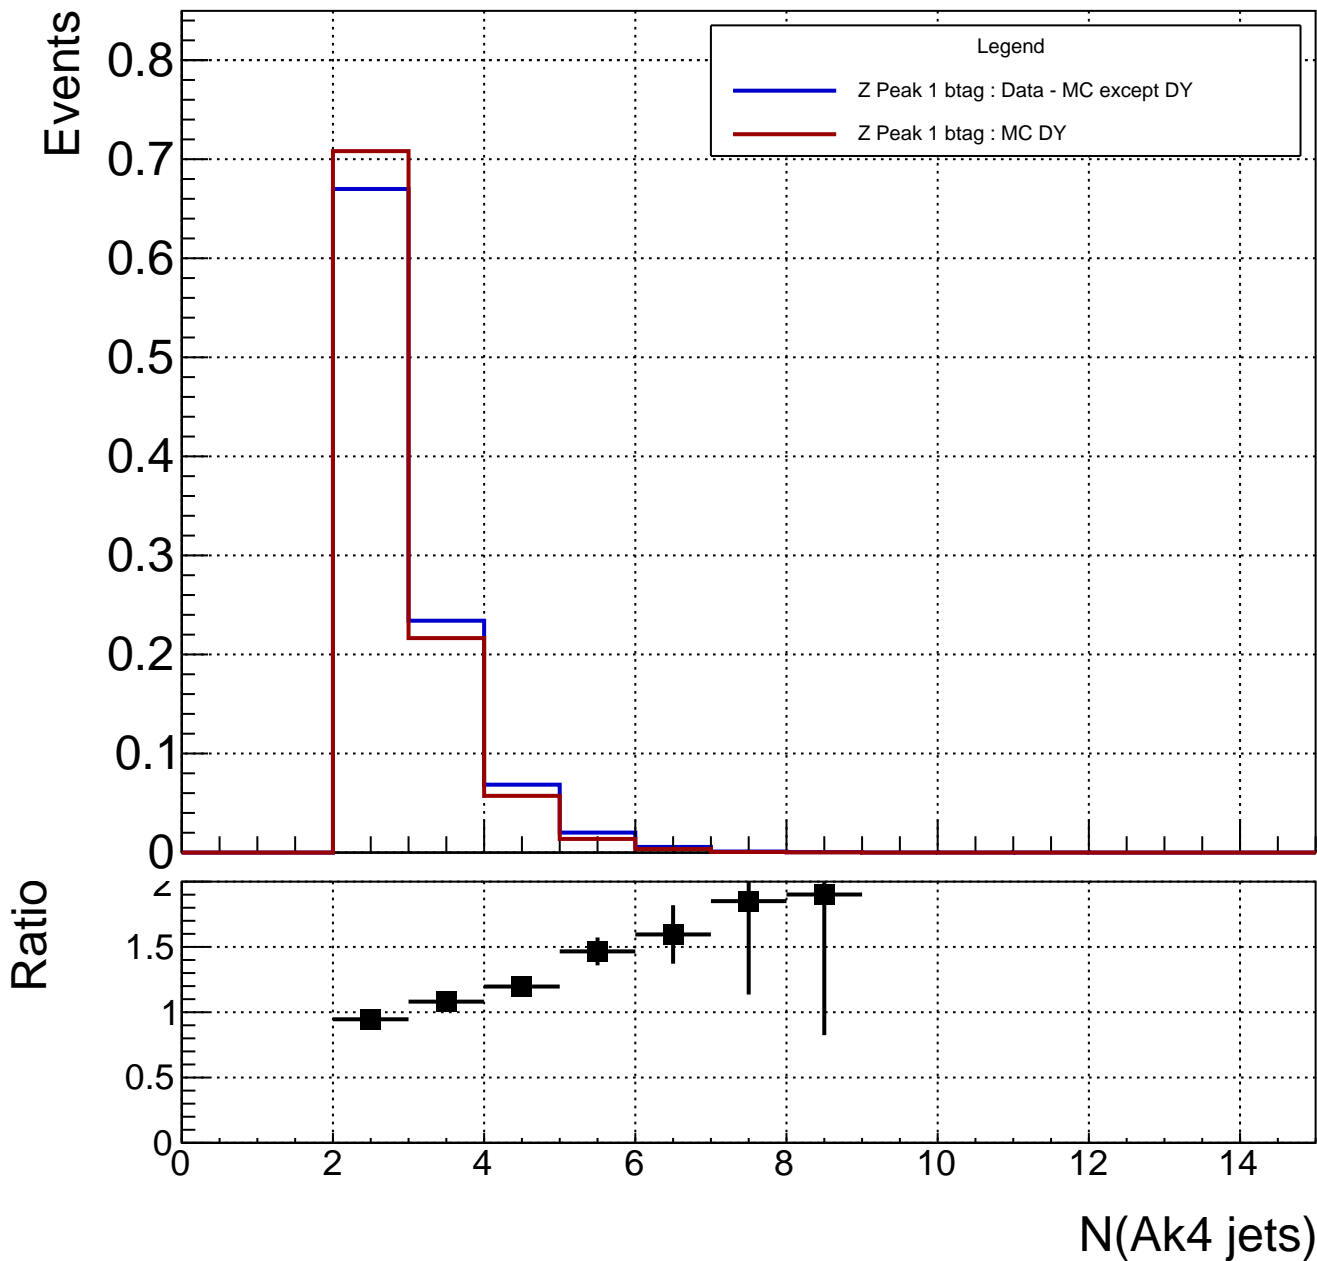 Events
0.8
0.7
0.6
0.5
0.4
0.3
0.2
0.1
0
Legend
Z Peak 1 btag : Data - MC except DY
Z Peak 1 btag : MC DY
Ratio
2
1.5
1
0.5
0
0 2 4 6 8 10 12 14
N(Ak4 jets)